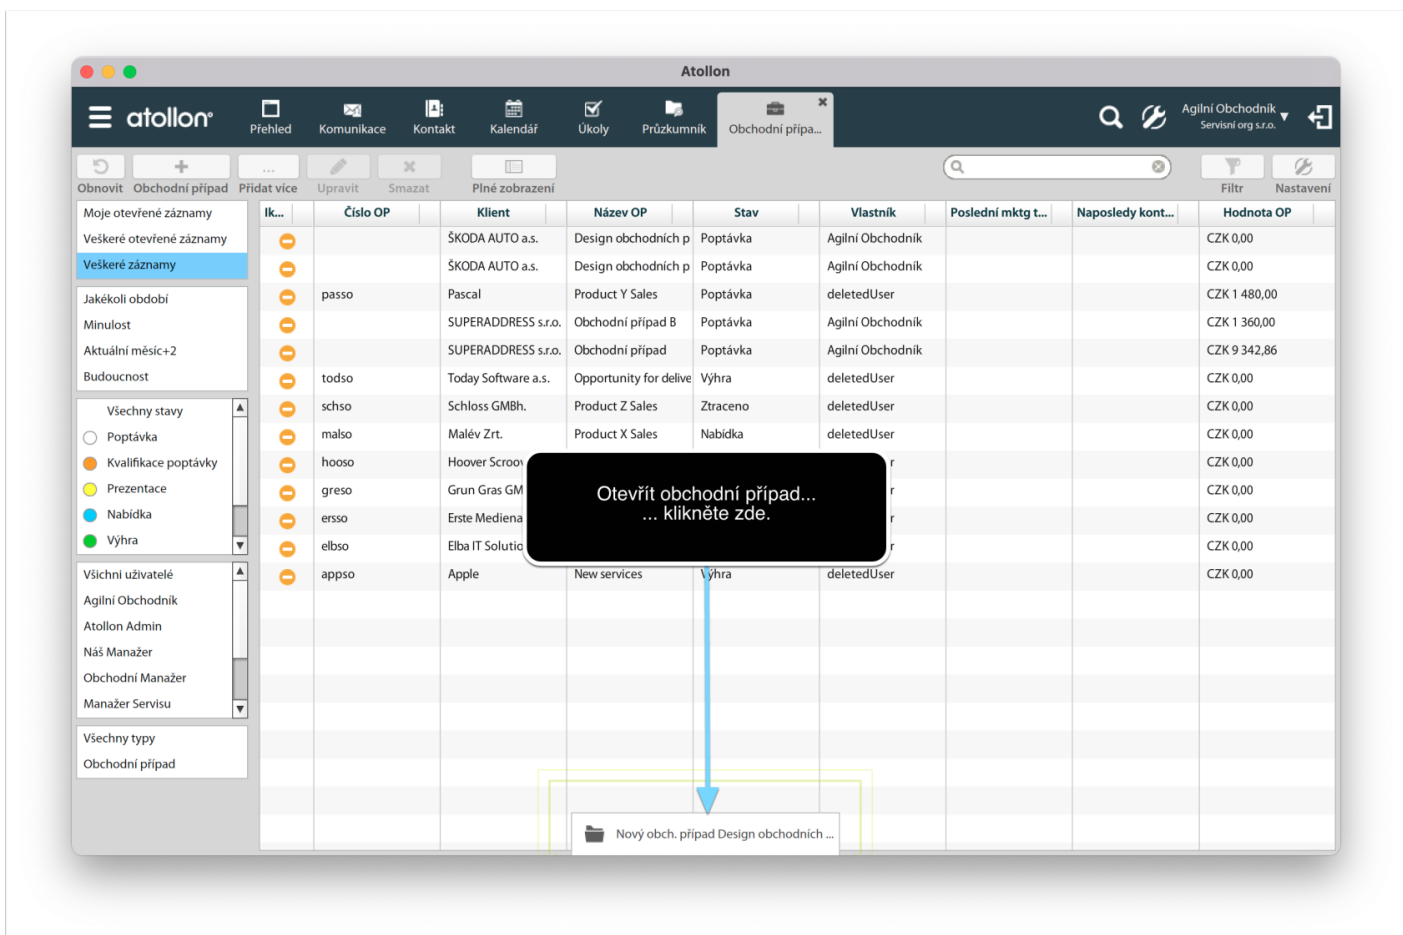 Atollon
atollon
Přehled
Komunikace
Kontakt
Kalendář
Úkoly
Průzkumník
Obchodní přípa...
Agilní Obchodník
Servisní org s.r.o.
Obnovit
Obchodní případ
Přidat více
Upravit
Smazat
Plné zobrazení
Filtr
Nastavení
Moje otevřené záznamy
Veškeré otevřené záznamy
Veškeré záznamy
Jakékoli období
Minulost
Aktuální měsíc+2
Budoucnost
Všechny stavy
Poptávka
Kvalifikace poptávky
Prezentace
Nabídka
Výhra
Všichni uživatelé
Agilní Obchodník
Atollon Admin
Náš Manažer
Obchodní Manažer
Manažer Servisu
Všechny typy
Obchodní případ
Ik... Číslo OP Klient Název OP Stav Vlastník Poslední mktg t... Naposledy kont... Hodnota OP
ŠKODA AUTO a.s. Design obchodních p Poptávka Agilní Obchodník CZK 0,00
ŠKODA AUTO a.s. Design obchodních p Poptávka Agilní Obchodník CZK 0,00
passo Pascal Product Y Sales Poptávka deletedUser CZK 1 480,00
SUPERADDRESS s.r.o. Obchodní případ B Poptávka Agilní Obchodník CZK 1 360,00
SUPERADDRESS s.r.o. Obchodní případ Poptávka Agilní Obchodník CZK 9 342,86
todso Today Software a.s. Opportunity for delive Výhra deletedUser CZK 0,00
schso Schloss GMBh. Product Z Sales Ztraceno deletedUser CZK 0,00
malso Malév Zrt. Product X Sales Nabídka deletedUser CZK 0,00
hooso Hoover Scroo r CZK 0,00
greso Grun Gras GM r CZK 0,00
ersso Erste Mediena r CZK 0,00
elbso Elba IT Solutio r CZK 0,00
appso Apple New services Výhra deletedUser CZK 0,00
Otevřít obchodní případ...
... klikněte zde.
Nový obch. případ Design obchodních ...